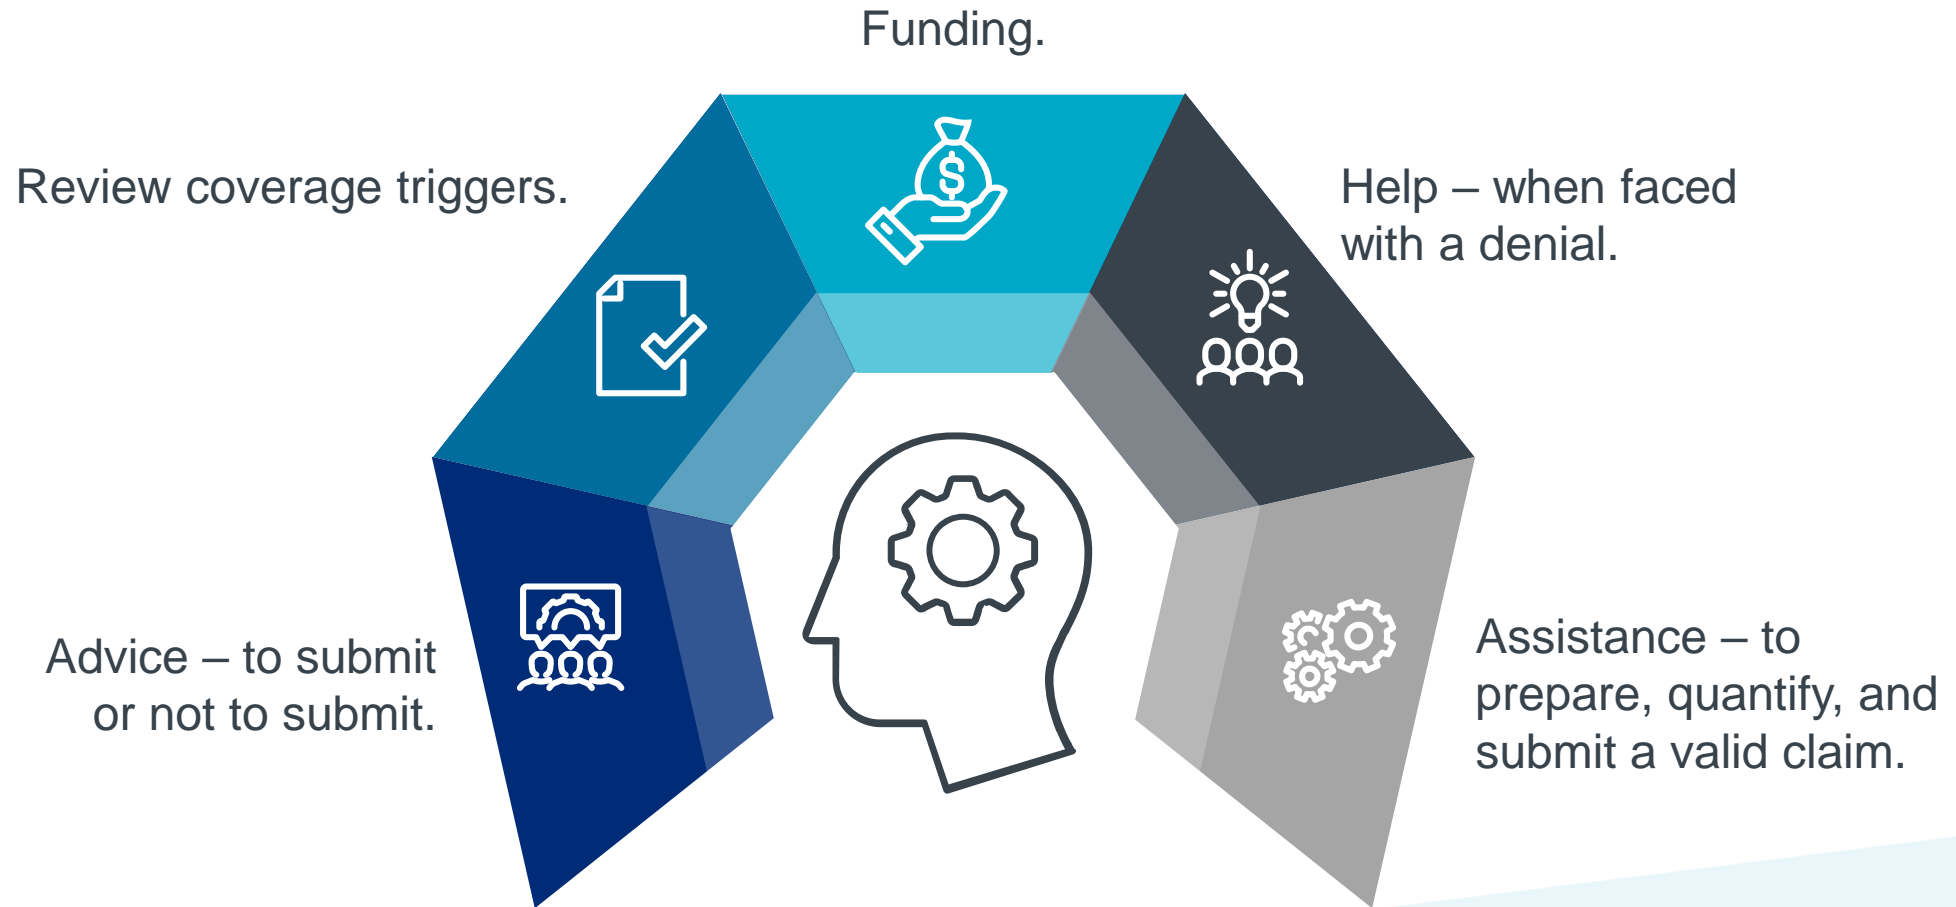 Funding.
Review coverage triggers.
Help – when faced
with a denial.
Advice – to submit
or not to submit.
Assistance – to
prepare, quantify, and
submit a valid claim.
$